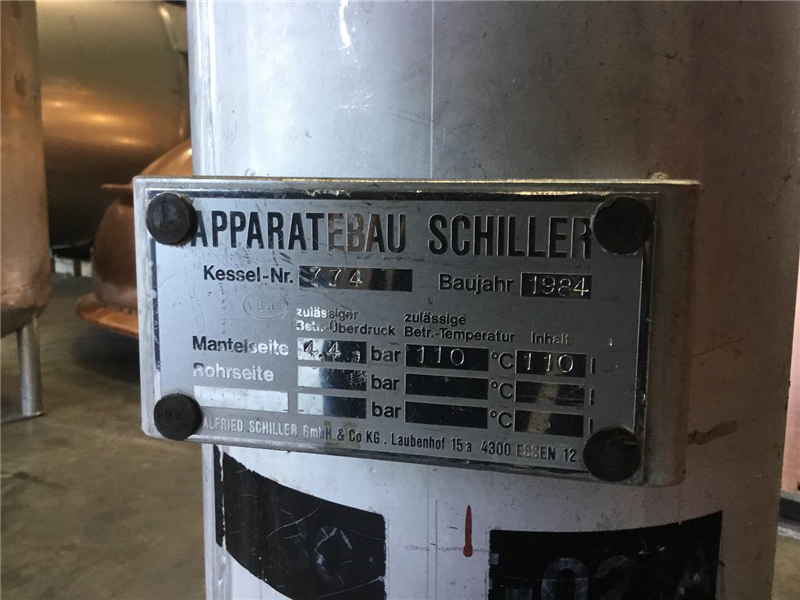 APPARATEBAU SCHILLER
Kessel-Nr. 774 Baujahr 1984
zulässiger zulässige
Betr.-Überdruck Betr.-Temperatur Inhalt
Mantelseite 4,4 bar 110 °C 110 l
Rohrseite bar °C l
bar °C l
ALFRIED SCHILLER GmbH & Co KG. Laubenhof 15a 4300 ESSEN 12